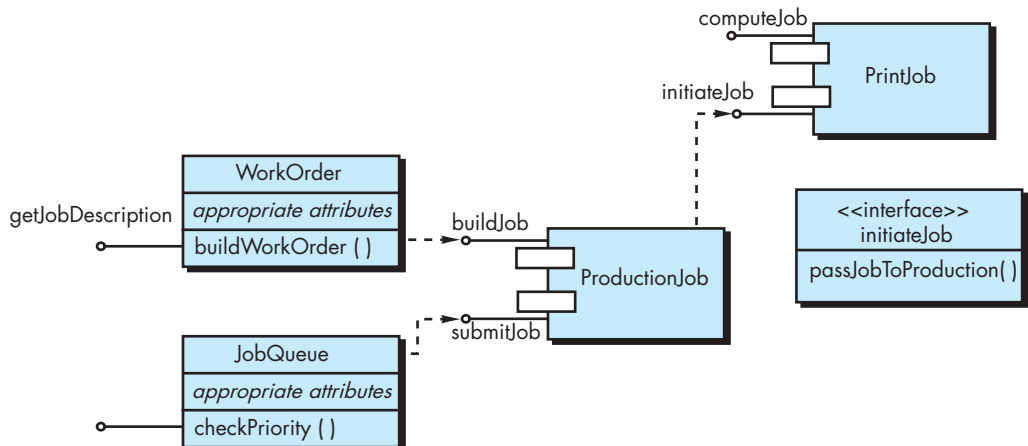 computeJob
PrintJob
initiateJob
WorkOrder
getJobDescription
appropriate attributes
buildWorkOrder ( )
buildJob
ProductionJob
submitJob
<<interface>>
initiateJob
passJobToProduction( )
JobQueue
appropriate attributes
checkPriority ( )